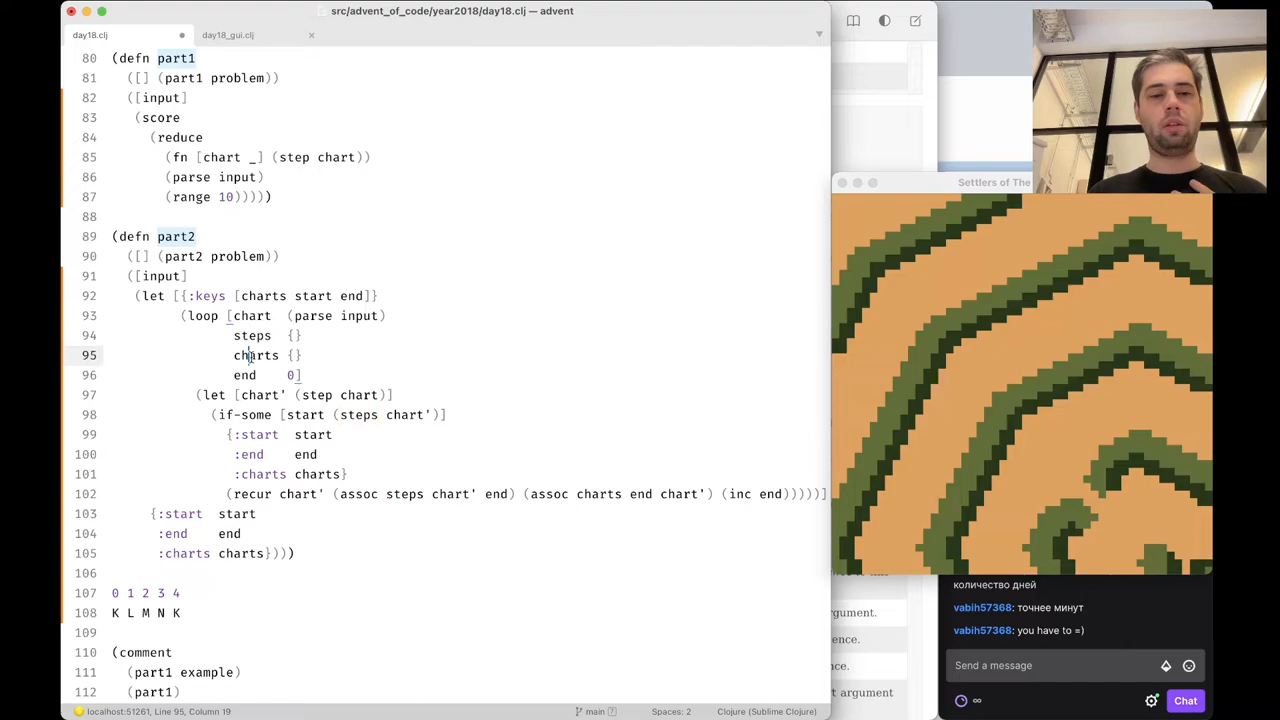 src/advent_of_code/year2018/day18.clj — advent
day18.clj
day18_gui.clj
80 (defn part1
81 ([] (part1 problem))
82 ([input]
83 (score
84 (reduce
85 (fn [chart _] (step chart))
86 (parse input)
87 (range 10)))))
88
89 (defn part2
90 ([] (part2 problem))
91 ([input]
92 (let [{:keys [charts start end]}
93 (loop [chart (parse input)
94 steps {}
95 charts {}
96 end 0]
97 (let [chart' (step chart)]
98 (if-some [start (steps chart')]
99 {:start start
100 :end end
101 :charts charts}
102 (recur chart' (assoc steps chart' end) (assoc charts end chart') (inc end)))))]
103 {:start start
104 :end end
105 :charts charts})))
106
107 0 1 2 3 4
108 K L M N K
109
110 (comment
111 (part1 example)
112 (part1)
localhost:51261, Line 95, Column 19
main 7
Spaces: 2
Clojure (Sublime Clojure)
Settlers of The
argument.
ence.
e.
t argument
количество дней
vabih57368: точнее минут
vabih57368: you have to =)
Send a message
∞
Chat